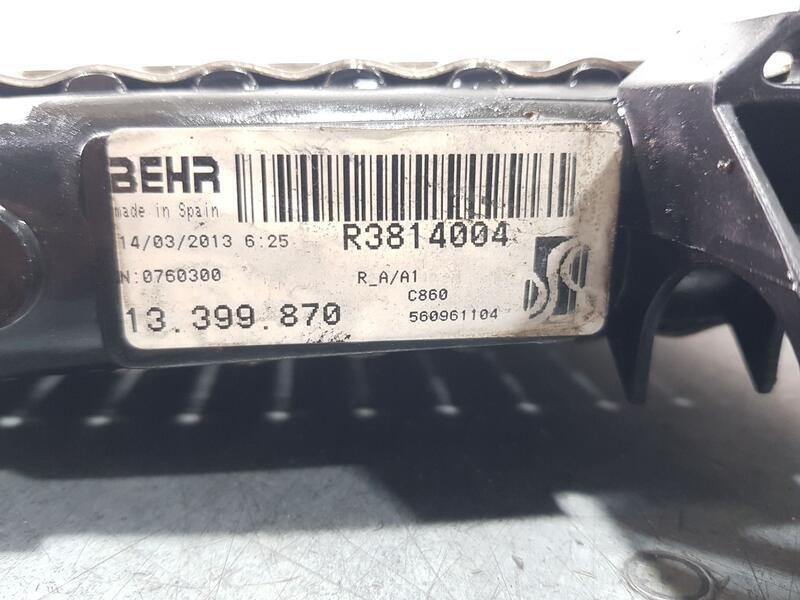 BEHR
made in Spain
14/03/2013 6:25
R3814004
N:0760300
R_A/A1
C860
13.399.870
560961104